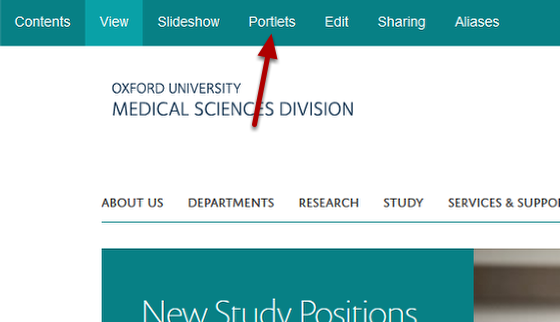 Contents View Slideshow Portlets Edit Sharing Aliases
OXFORD UNIVERSITY
MEDICAL SCIENCES DIVISION
ABOUT US DEPARTMENTS RESEARCH STUDY SERVICES & SUPPO
New Study Positions